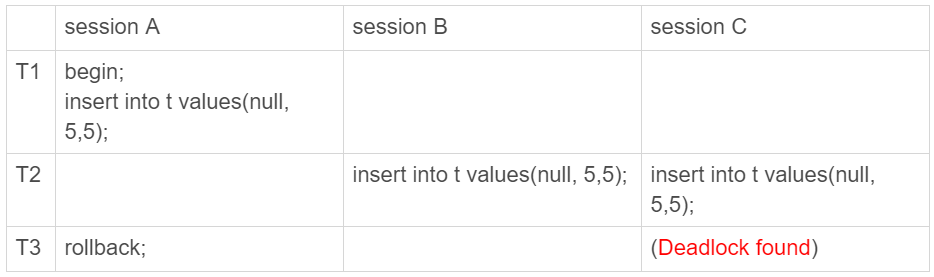 session A
session B
session C
T1
begin;
insert into t values(null,
5,5);
T2
insert into t values(null, 5,5);
insert into t values(null,
5,5);
T3
rollback;
(Deadlock found)